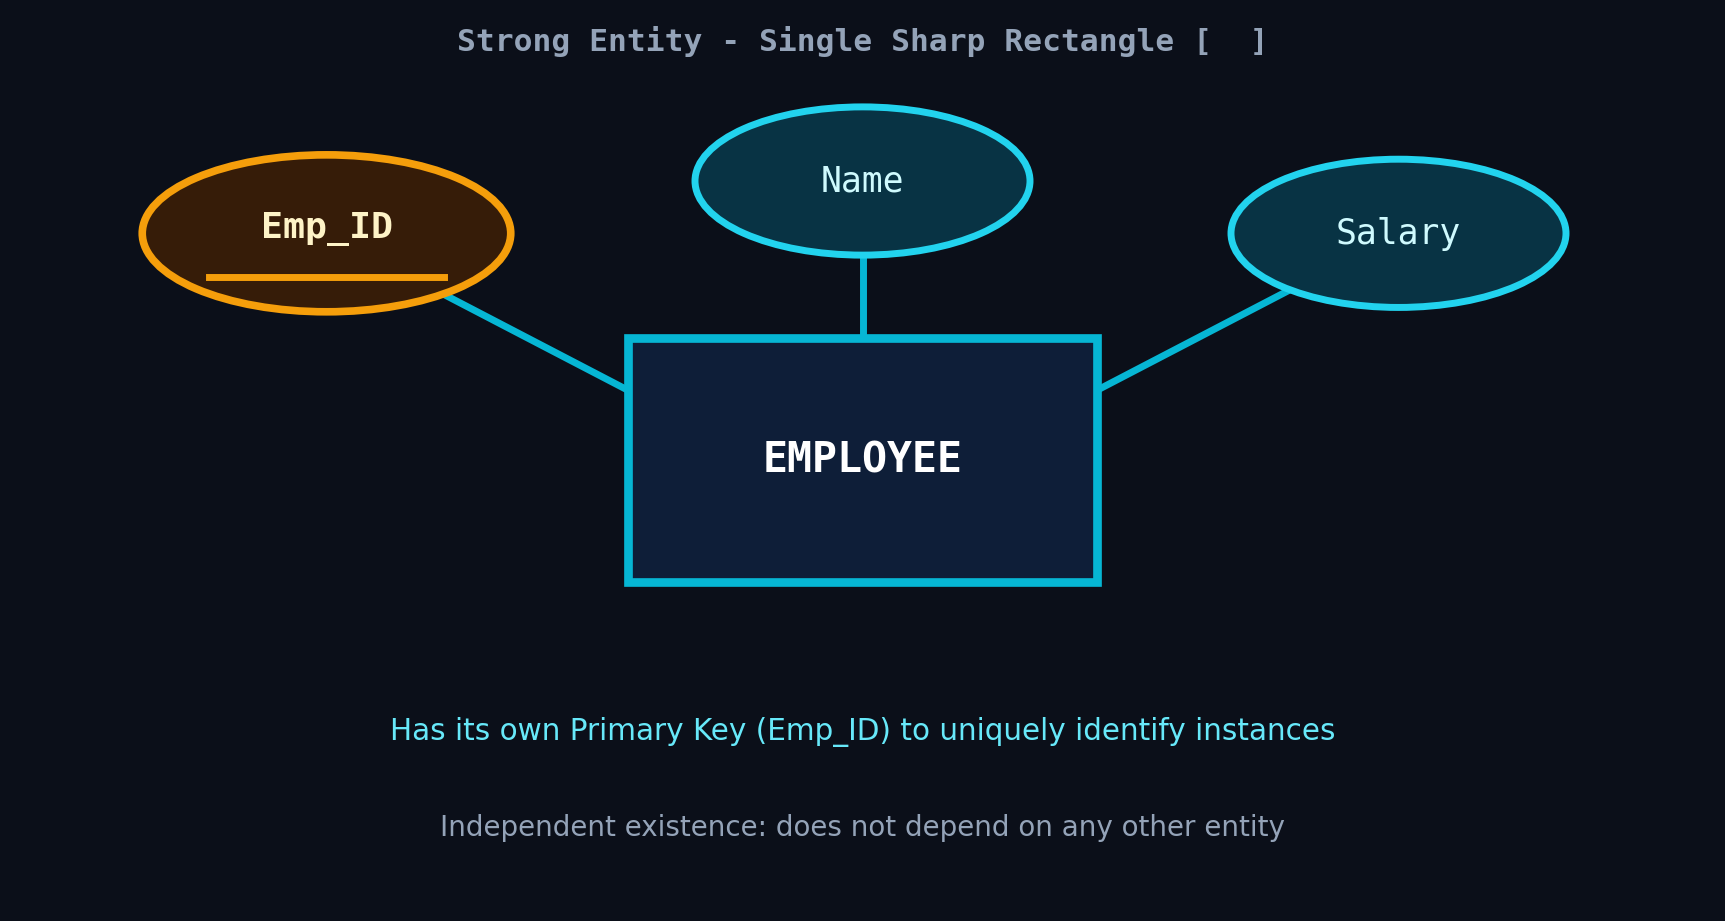 Strong Entity - Single Sharp Rectangle [  ]
Name
Emp_ID
Salary
EMPLOYEE
Has its own Primary Key (Emp_ID) to uniquely identify instances
Independent existence: does not depend on any other entity